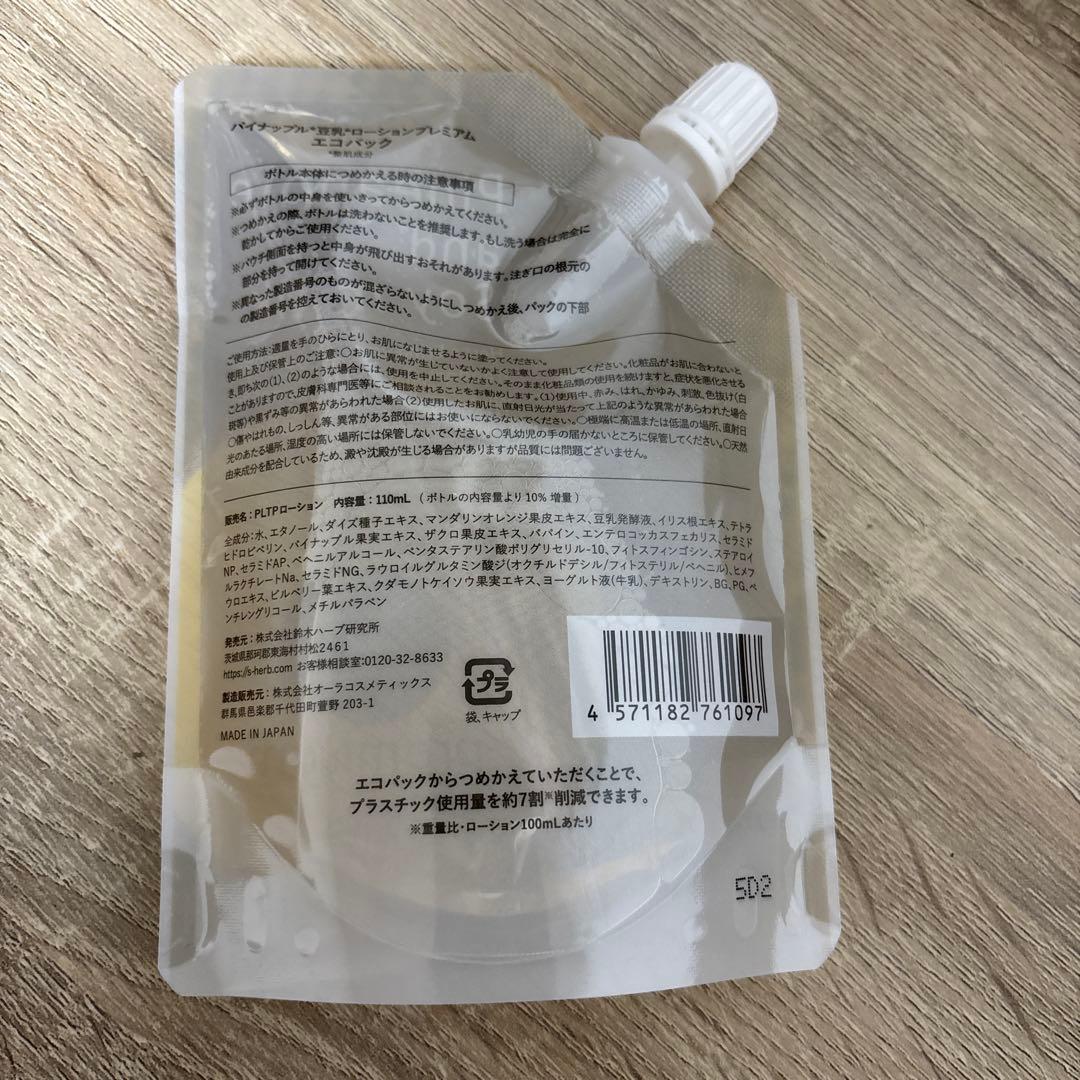 パイナップル*豆乳*ローションプレミアム
エコパック
*整肌成分
ボトル本体につめかえる時の注意事項
※必ずボトルの中身を使いきってからつめかえてください。
※つめかえの際、ボトルは洗わないことを推奨します。もし洗う場合は完全に
乾かしてからご使用ください。
※パウチ側面を持つと中身が飛び出すおそれがあります。注ぎ口の根元の
部分を持って開けてください。
※異なった製造番号のものが混ざらないようにし、つめかえ後、パックの下部
の製造番号を控えておいてください。
ご使用方法:適量を手のひらにとり、お肌になじませるように塗ってください。
使用上及び保管上のご注意:○お肌に異常が生じていないかよく注意して使用してください。化粧品がお肌に合わないと
き、即ち次の(1)、(2)のような場合には、使用を中止してください。そのまま化粧品類の使用を続けますと、症状を悪化させる
ことがありますので、皮膚科専門医等にご相談されることをお勧めします。(1)使用中、赤み、はれ、かゆみ、刺激、色抜け(白
斑等)や黒ずみ等の異常があらわれた場合(2)使用したお肌に、直射日光が当たって上記のような異常があらわれた場合
○傷やはれもの、しっしん等、異常がある部位にはお使いにならないでください。○極端に高温または低温の場所、直射日
光のあたる場所、湿度の高い場所には保管しないでください。○乳幼児の手の届かないところに保管してください。○天然
由来成分を配合しているため、澱や沈殿が生じる場合がありますが品質には問題ございません。
販売名:PLTPローション 内容量:110mL (ボトルの内容量より10%増量)
全成分:水、エタノール、ダイズ種子エキス、マンダリンオレンジ果皮エキス、豆乳発酵液、イリス根エキス、テトラ
ヒドロピペリン、パイナップル果実エキス、ザクロ果皮エキス、パパイン、エンテロコッカスフェカリス、セラミド
NP、セラミドAP、ベヘニルアルコール、ペンタステアリン酸ポリグリセリル-10、フィトスフィンゴシン、ステアロイ
ルラクチレートNa、セラミドNG、ラウロイルグルタミン酸ジ(オクチルドデシル/フィトステリル/ベヘニル)、ヒメフ
ウロエキス、ビルベリー葉エキス、クダモノトケイソウ果実エキス、ヨーグルト液(牛乳)、デキストリン、BG、PG、ペ
ンチレングリコール、メチルパラベン
発売元:株式会社鈴木ハーブ研究所
茨城県那珂郡東海村村松2461
https://s-herb.com お客様相談室:0120-32-8633
製造販売元:株式会社オーラコスメティックス
群馬県邑楽郡千代田町萱野 203-1
MADE IN JAPAN
プラ
袋、キャップ
4 571182 761097
エコパックからつめかえていただくことで、
プラスチック使用量を約7割※削減できます。
※重量比・ローション100mLあたり
5D2